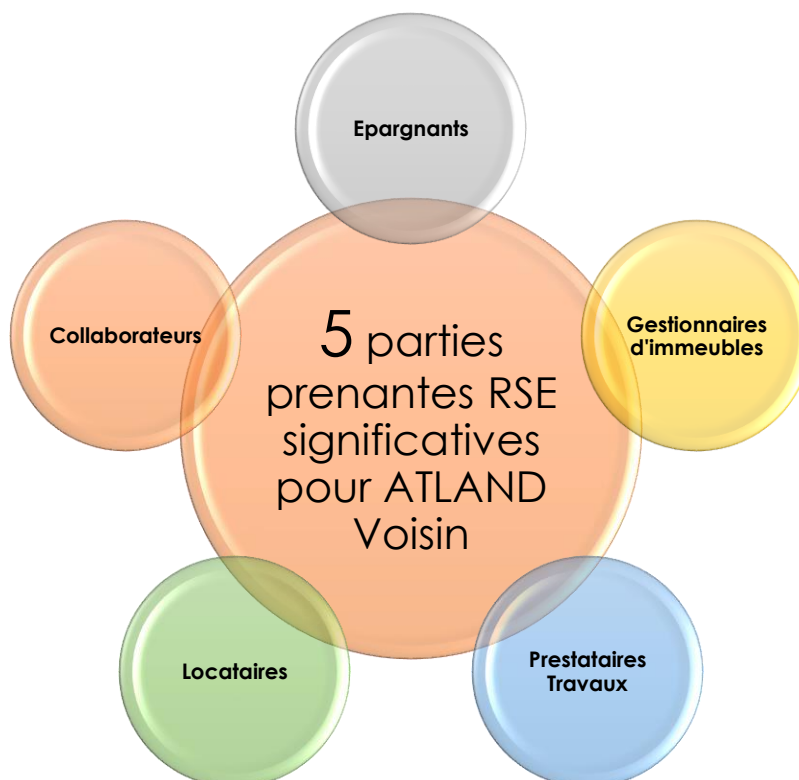 Epargnants
Collaborateurs
Gestionnaires
d'immeubles
5 parties
prenantes RSE
significatives
pour ATLAND
Voisin
Locataires
Prestataires
Travaux